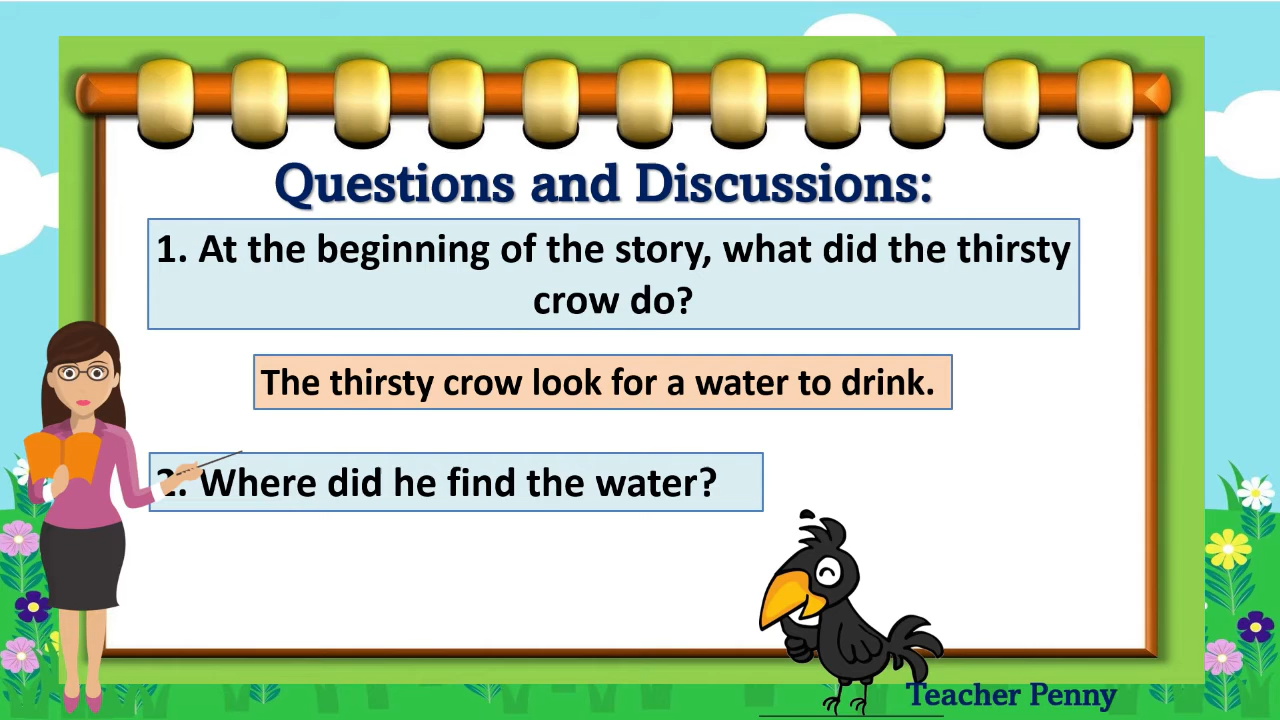 Questions and Discussions:
1. At the beginning of the story, what did the thirsty
crow do?
The thirsty crow look for a water to drink.
2. Where did he find the water?
Teacher Penny